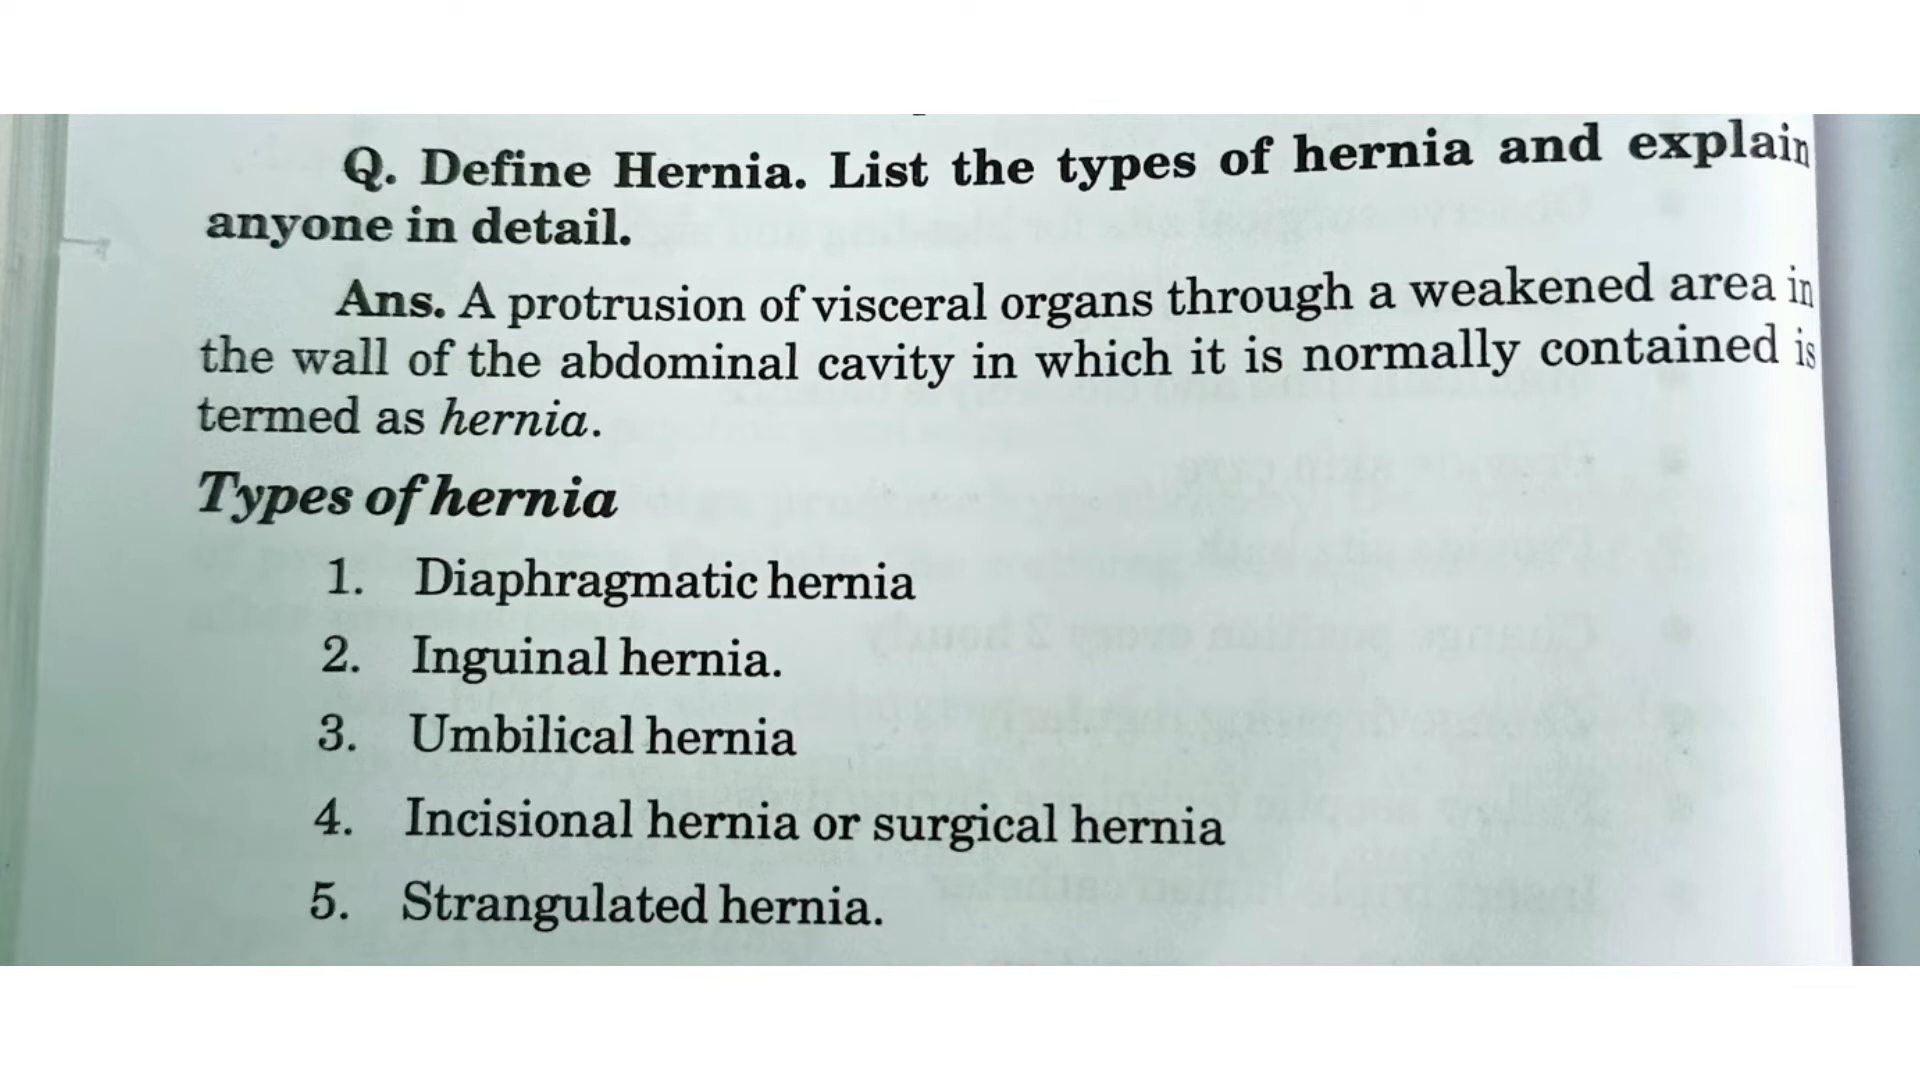 Q. Define Hernia. List the types of hernia and explain
anyone in detail.
Ans. A protrusion of visceral organs through a weakened area in
the wall of the abdominal cavity in which it is normally contained is
termed as hernia.
Types of hernia
1. Diaphragmatic hernia
2. Inguinal hernia.
3. Umbilical hernia
4. Incisional hernia or surgical hernia
5. Strangulated hernia.